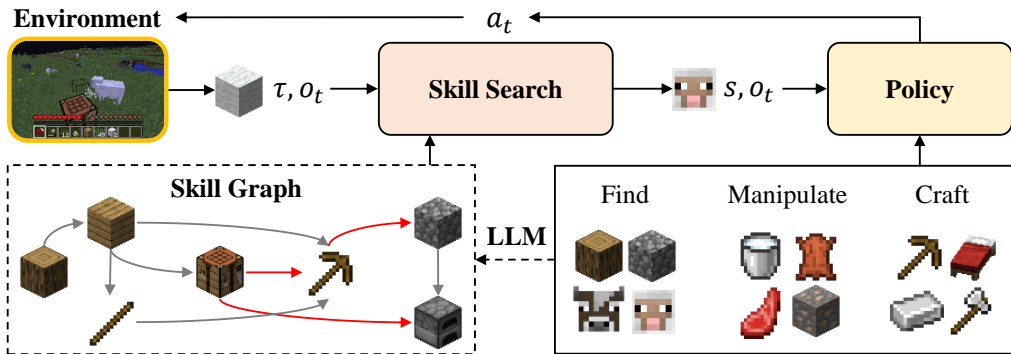 Environment
a_t
τ, o_t
Skill Search
s, o_t
Policy
Skill Graph
LLM
Find
Manipulate
Craft